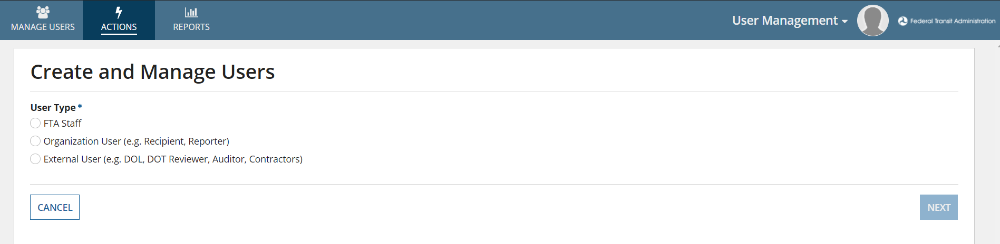 MANAGE USERS
ACTIONS
REPORTS
User Management
Federal Transit Administration
Create and Manage Users
User Type *
FTA Staff
Organization User (e.g. Recipient, Reporter)
External User (e.g. DOL, DOT Reviewer, Auditor, Contractors)
CANCEL
NEXT